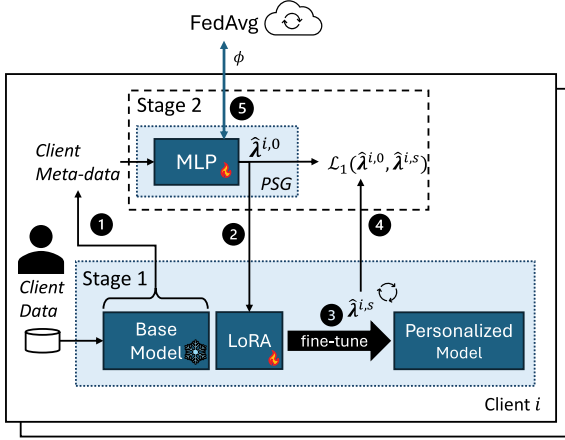 FedAvg
ϕ
Stage 2
5
Client
Meta-data
MLP
λ̂^{i,0}
PSG
ℒ₁(λ̂^{i,0}, λ̂^{i,s})
1
2
4
Stage 1
Client
Data
Base
Model
LoRA
3
λ̂^{i,s}
fine-tune
Personalized
Model
Client i